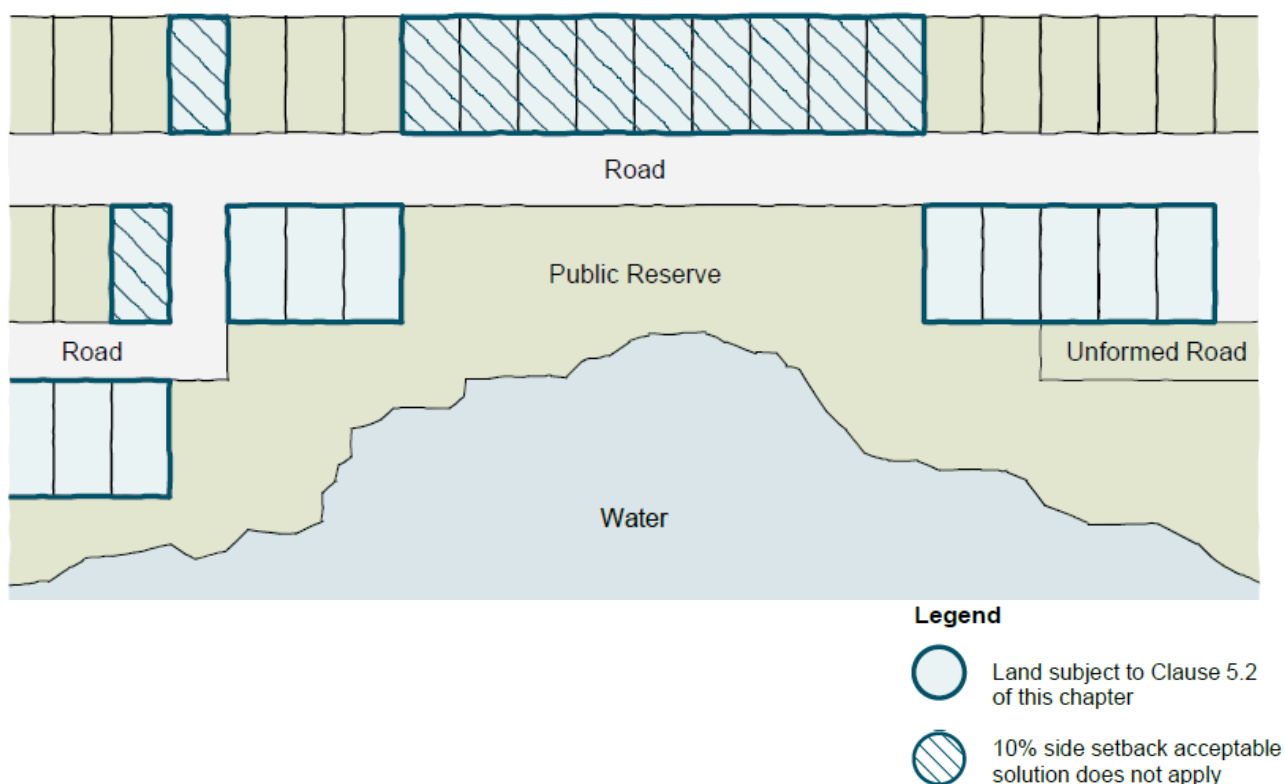 Road
Public Reserve
Road
Unformed Road
Water
Legend
Land subject to Clause 5.2
of this chapter
10% side setback acceptable
solution does not apply